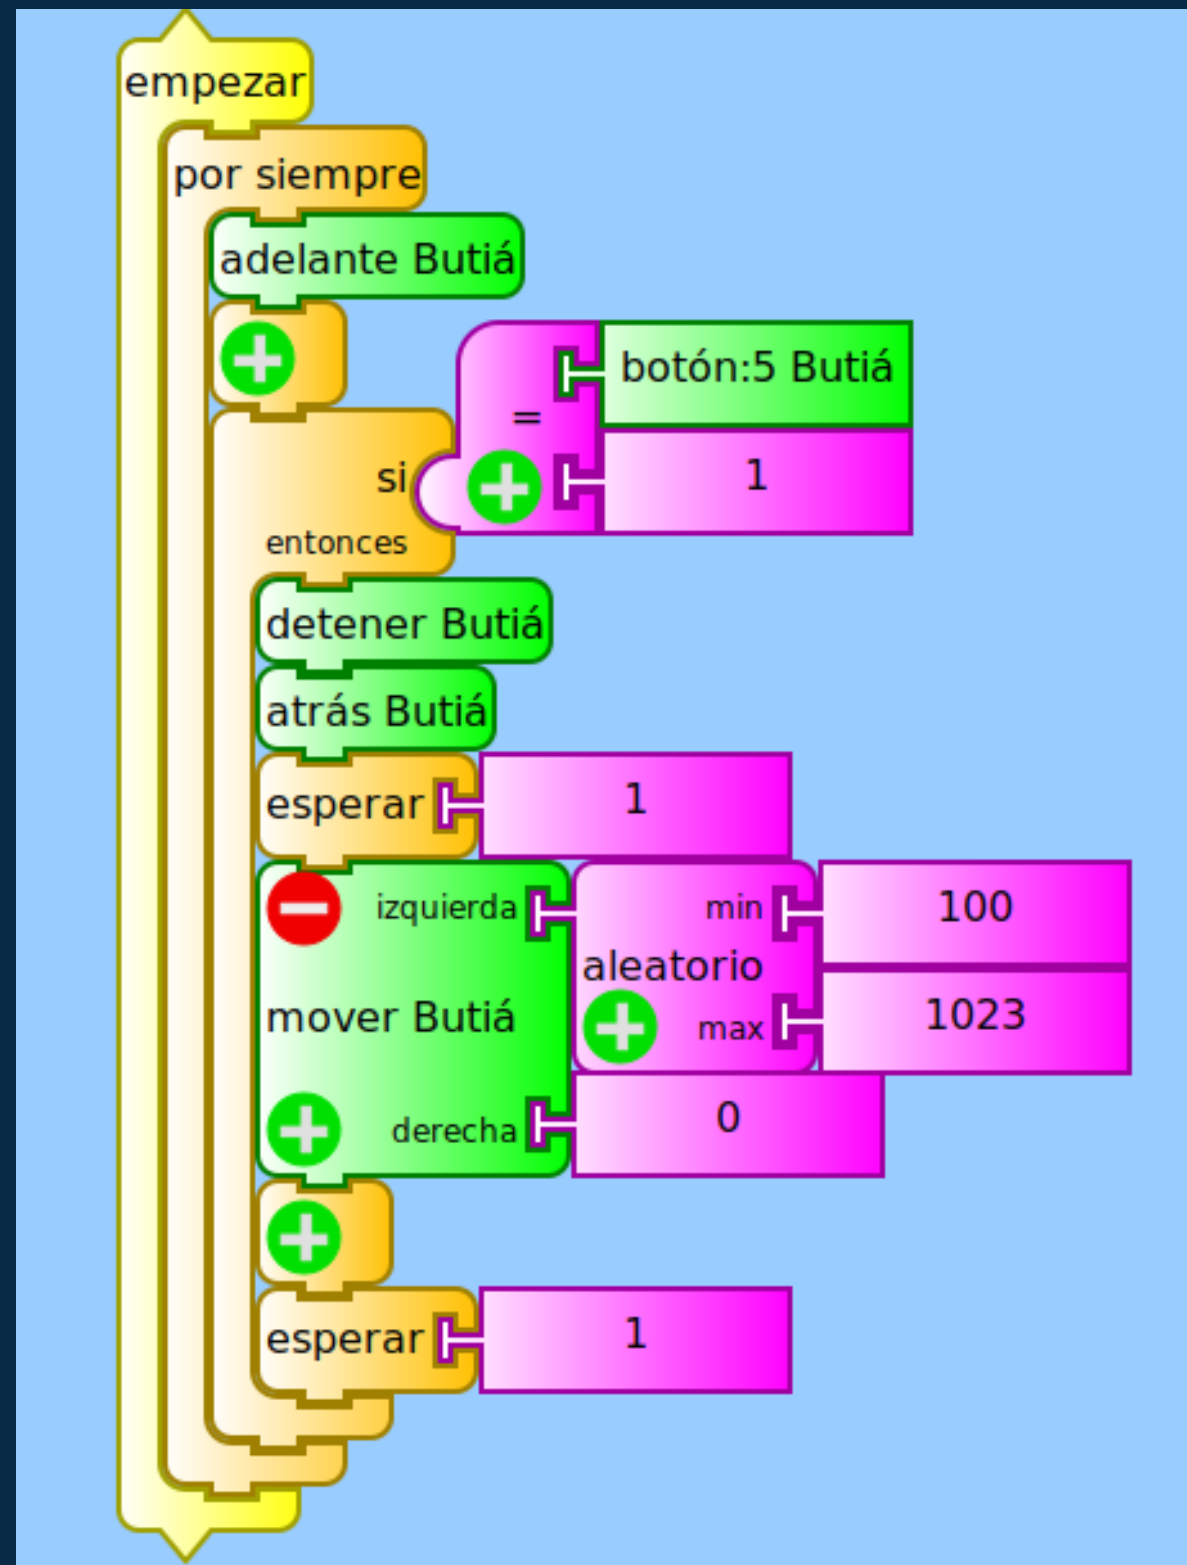 empezar
por siempre
adelante Butiá
botón:5 Butiá
=
1
si
entonces
detener Butiá
atrás Butiá
esperar 1
izquierda
min 100
aleatorio
mover Butiá
max 1023
derecha 0
esperar 1